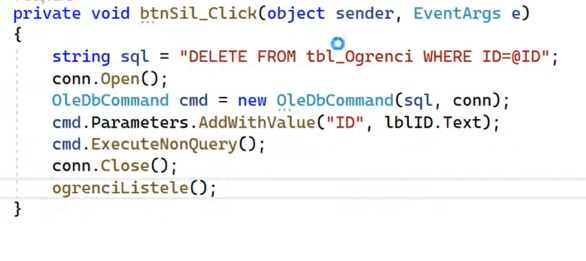 private void btnSil_Click(object sender, EventArgs e)
{
string sql = "DELETE FROM tbl_Ogrenci WHERE ID=@ID";
conn.Open();
OleDbCommand cmd = new OleDbCommand(sql, conn);
cmd.Parameters.AddWithValue("ID", lblID.Text);
cmd.ExecuteNonQuery();
conn.Close();
ogrenciListele();
}